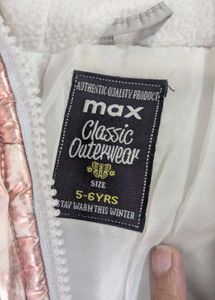 AUTHENTIC QUALITY PRODUCT
max
Classic
Outerwear
SIZE
5-6YRS
STAY WARM THIS WINTER